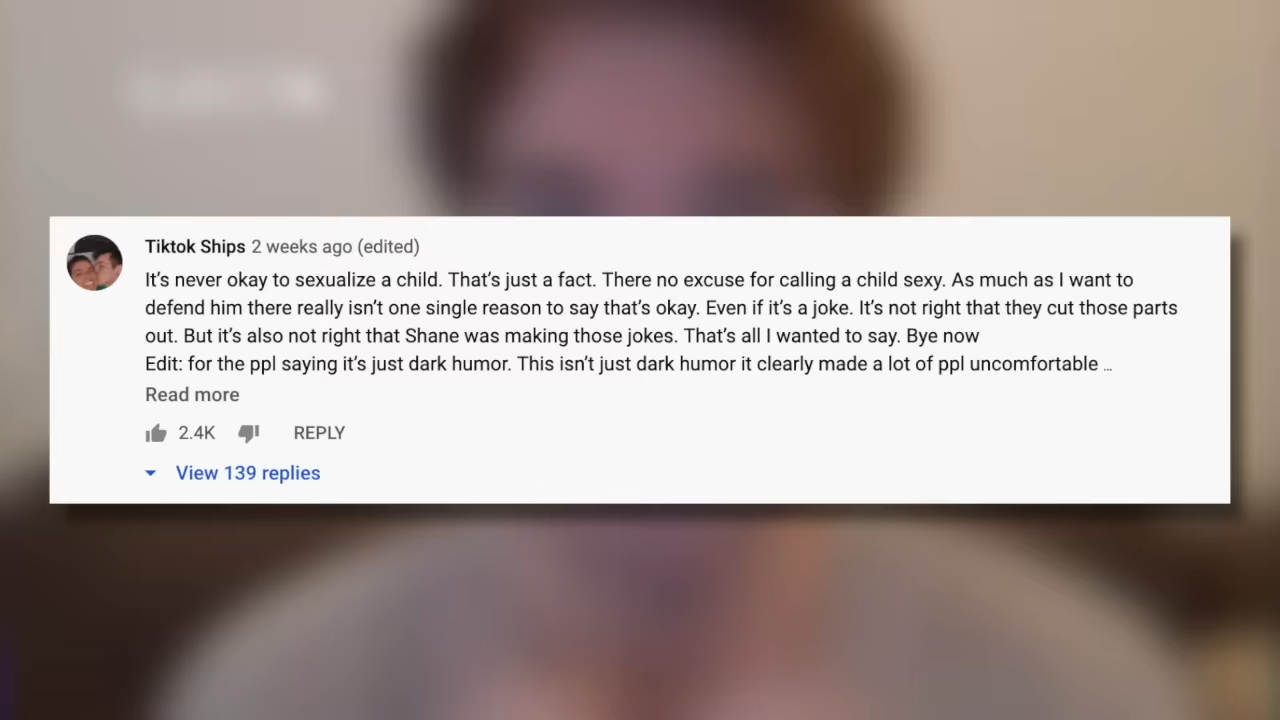 Tiktok Ships 2 weeks ago (edited)
It’s never okay to sexualize a child. That’s just a fact. There no excuse for calling a child sexy. As much as I want to
defend him there really isn’t one single reason to say that’s okay. Even if it’s a joke. It’s not right that they cut those parts
out. But it’s also not right that Shane was making those jokes. That’s all I wanted to say. Bye now
Edit: for the ppl saying it’s just dark humor. This isn’t just dark humor it clearly made a lot of ppl uncomfortable ...
Read more
2.4K REPLY
View 139 replies